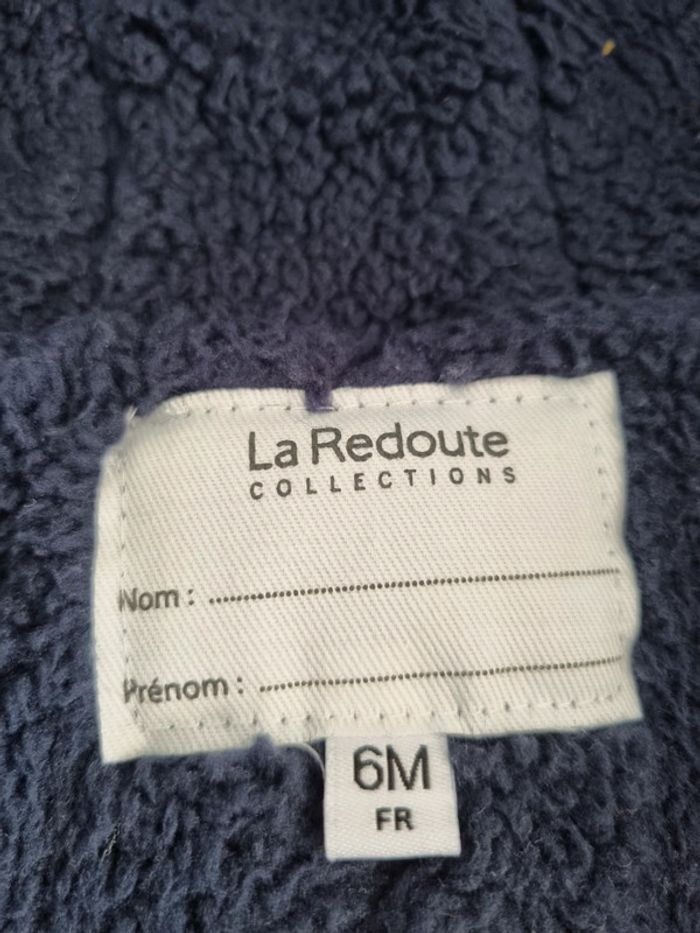 La Redoute
COLLECTIONS
Nom : ........................................
Prénom : ........................................
6M
FR